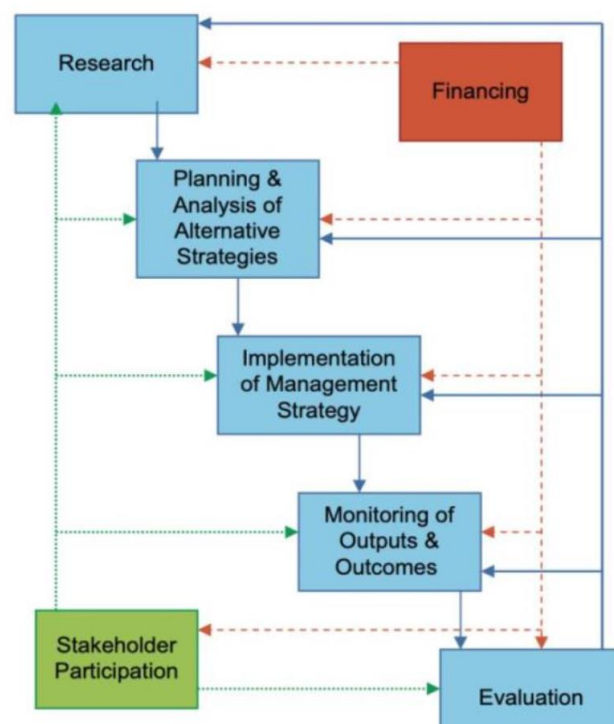 Research
Financing
Planning &
Analysis of
Alternative
Strategies
Implementation
of Management
Strategy
Monitoring of
Outputs &
Outcomes
Stakeholder
Participation
Evaluation